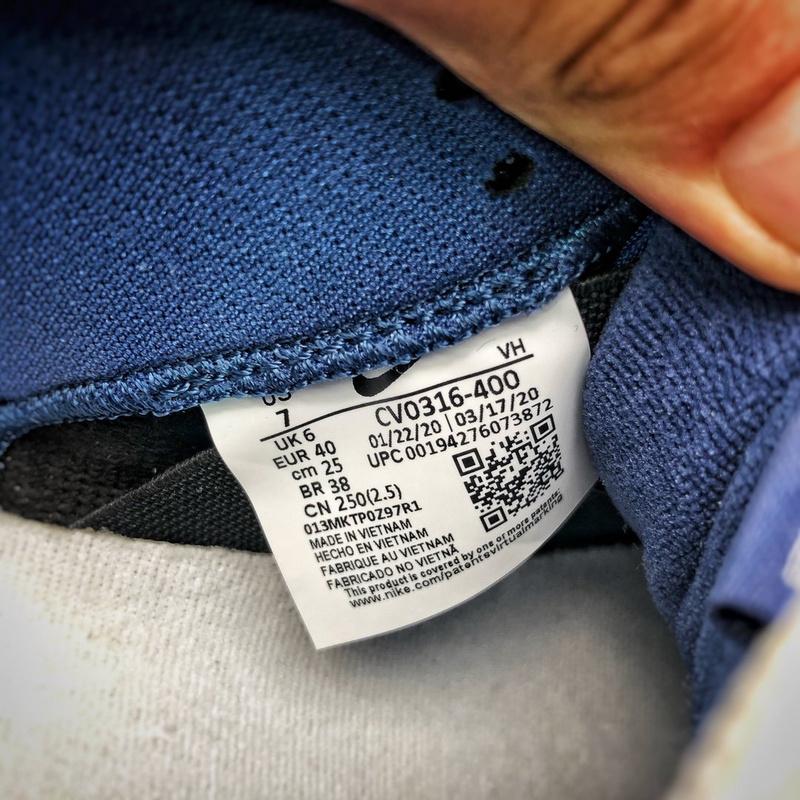 US
VH
7
CV0316-400
UK 6
01/22/20 | 03/17/20
EUR 40
UPC 00194276073872
cm 25
BR 38
CN 250(2.5)
013MKTP0Z97R1
MADE IN VIETNAM
HECHO EN VIETNAM
FABRIQUE AU VIETNAM
FABRICADO NO VIETNÃ
This product is covered by one or more patents.
www.nike.com/patentsvirtualmarking